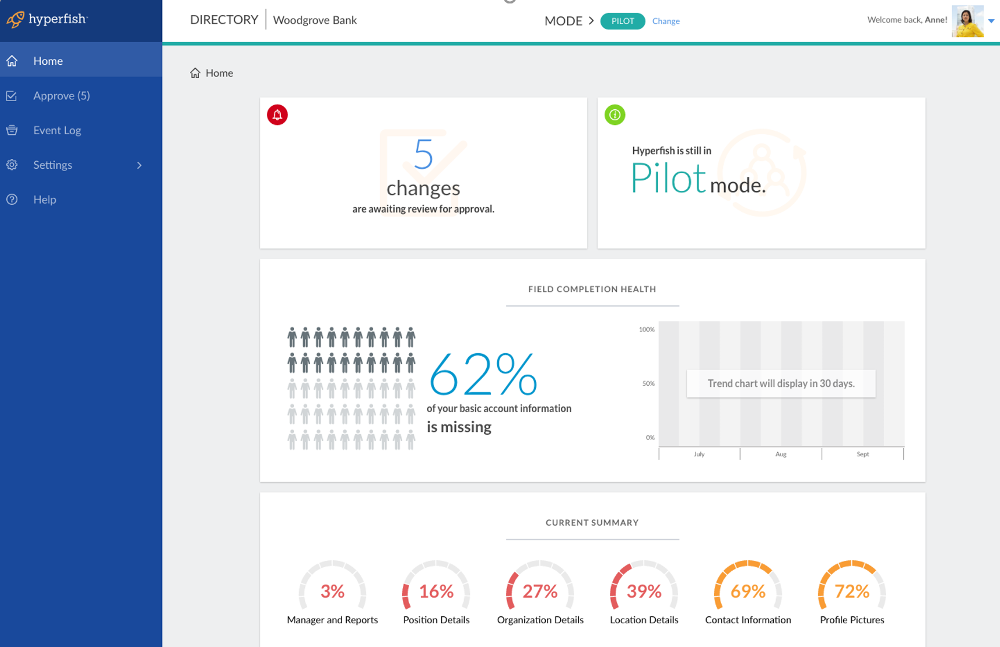 hyperfish
DIRECTORY Woodgrove Bank
MODE PILOT Change
Welcome back, Anne!
Home
Approve (5)
Event Log
Settings
Help
Home
5
changes
are awaiting review for approval.
Hyperfish is still in
Pilot mode.
FIELD COMPLETION HEALTH
62%
of your basic account information
is missing
100%
50%
0%
Trend chart will display in 30 days.
July Aug Sept
CURRENT SUMMARY
3% 16% 27% 39% 69% 72%
Manager and Reports Position Details Organization Details Location Details Contact Information Profile Pictures